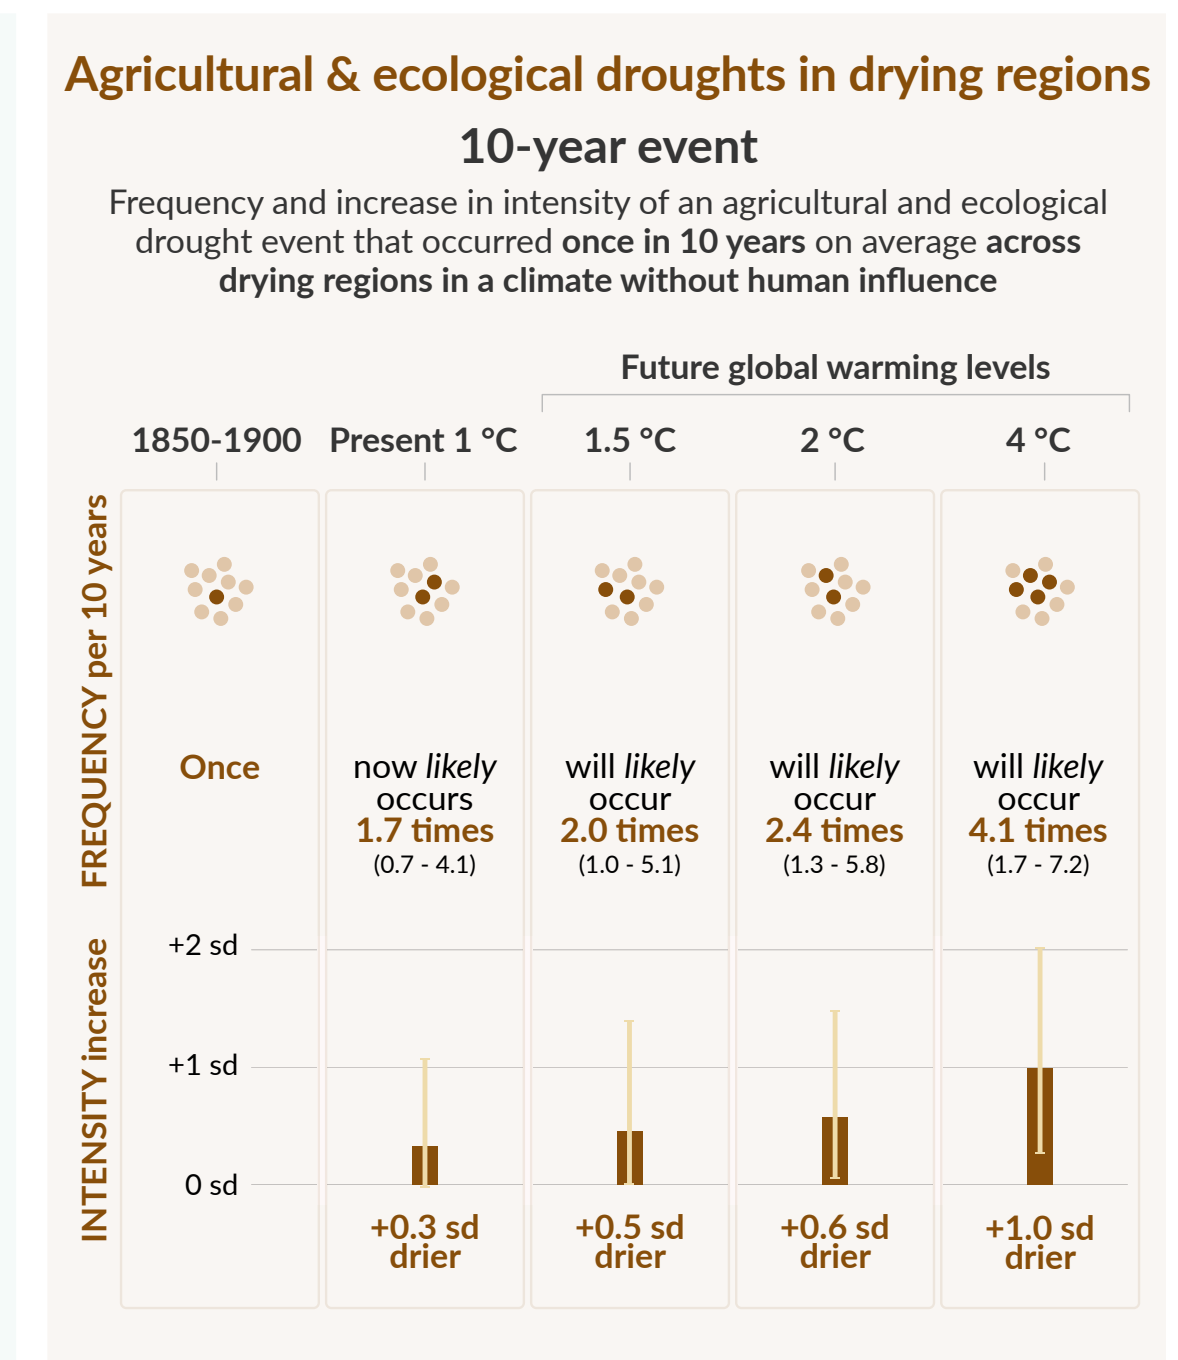 Agricultural & ecological droughts in drying regions
10-year event
Frequency and increase in intensity of an agricultural and ecological
drought event that occurred once in 10 years on average across
drying regions in a climate without human influence
Future global warming levels
1850-1900
Present 1 °C
1.5 °C
2 °C
4 °C
FREQUENCY per 10 years
Once
now likely
occurs
1.7 times
(0.7 - 4.1)
will likely
occur
2.0 times
(1.0 - 5.1)
will likely
occur
2.4 times
(1.3 - 5.8)
will likely
occur
4.1 times
(1.7 - 7.2)
INTENSITY increase
+2 sd
+1 sd
0 sd
+0.3 sd
drier
+0.5 sd
drier
+0.6 sd
drier
+1.0 sd
drier